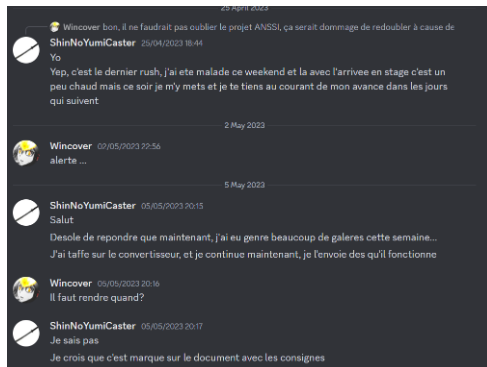 25 April 2023
Wincover bon, il ne faudrait pas oublier le projet ANSSI, ça serait dommage de redoubler à cause de
ShinNoYumiCaster 25/04/2023 18:44
Yo
Yep, c'est le dernier rush, j'ai ete malade ce weekend et la avec l'arrivee en stage c'est un
peu chaud mais ce soir je m'y mets et je te tiens au courant de mon avance dans les jours
qui suivent
2 May 2023
Wincover 02/05/2023 22:56
alerte ...
5 May 2023
ShinNoYumiCaster 05/05/2023 20:15
Salut
Desole de repondre que maintenant, j'ai eu genre beaucoup de galeres cette semaine...
J'ai taffe sur le convertisseur, et je continue maintenant, je l'envoie des qu'il fonctionne
Wincover 05/05/2023 20:16
Il faut rendre quand?
ShinNoYumiCaster 05/05/2023 20:17
Je sais pas
Je crois que c'est marque sur le document avec les consignes